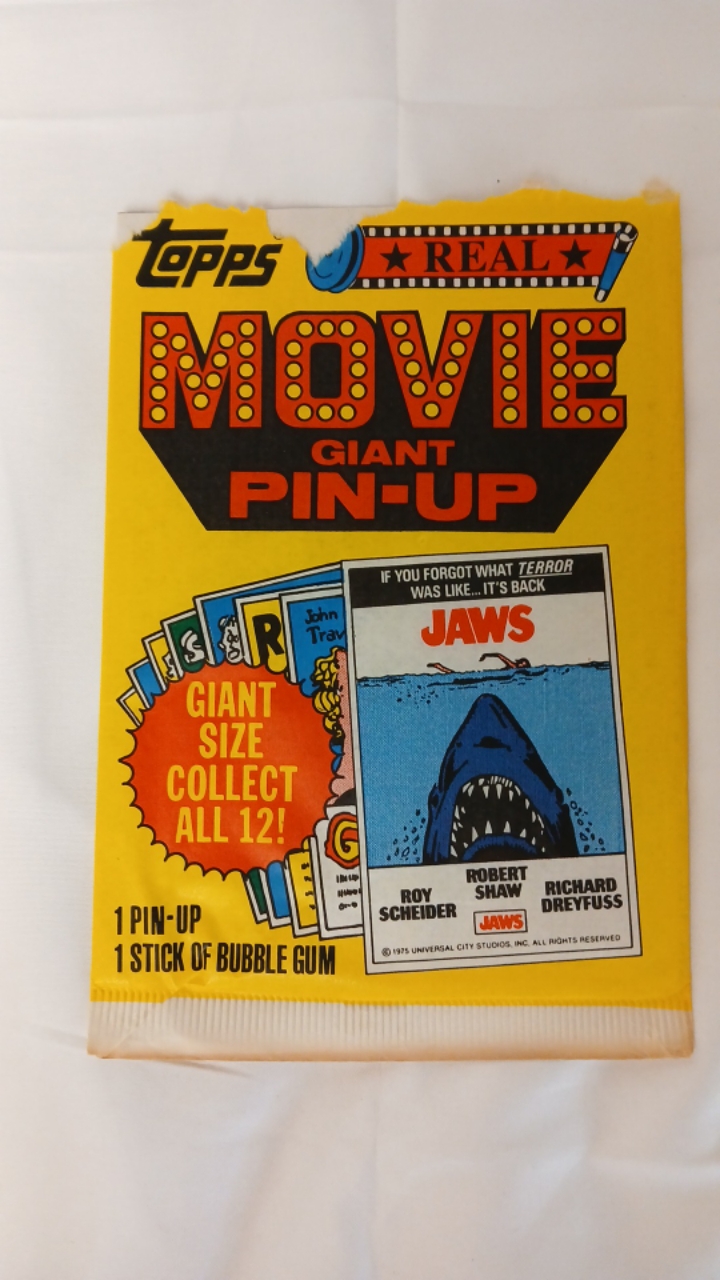 topps®
★ REAL ★
MOVIE
GIANT
PIN-UP
IF YOU FORGOT WHAT TERROR
WAS LIKE... IT'S BACK
JAWS
S
R
John
Trav
GIANT
SIZE
COLLECT
ALL 12!
G
ROY
SCHEIDER
ROBERT
SHAW
RICHARD
DREYFUSS
JAWS
© 1975 UNIVERSAL CITY STUDIOS, INC. ALL RIGHTS RESERVED
1 PIN-UP
1 STICK OF BUBBLE GUM